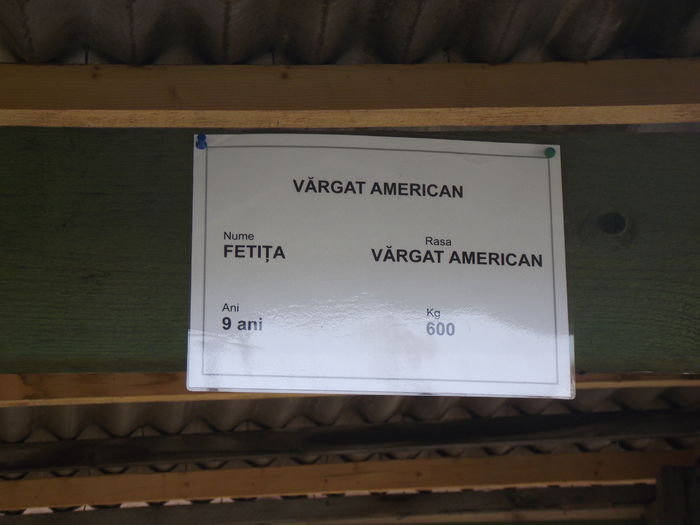 VĂRGAT AMERICAN
Nume
FETIȚA
Rasa
VĂRGAT AMERICAN
Ani
9 ani
Kg
600